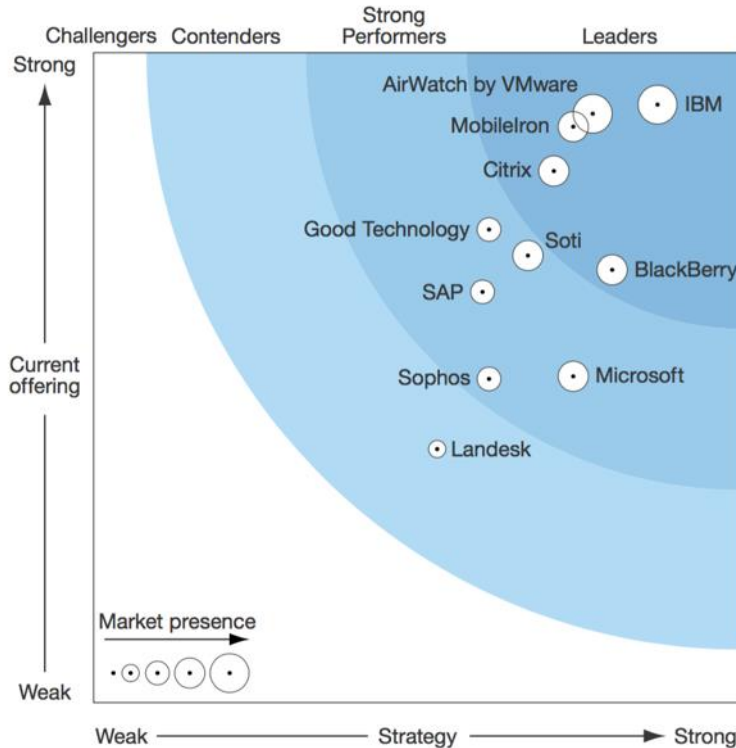 Challengers
Contenders
Strong
Performers
Leaders
Strong
AirWatch by VMware
IBM
MobileIron
Citrix
Good Technology
Soti
BlackBerry
SAP
Current
offering
Sophos
Microsoft
Landesk
Market presence
Weak
Weak
Strategy
Strong